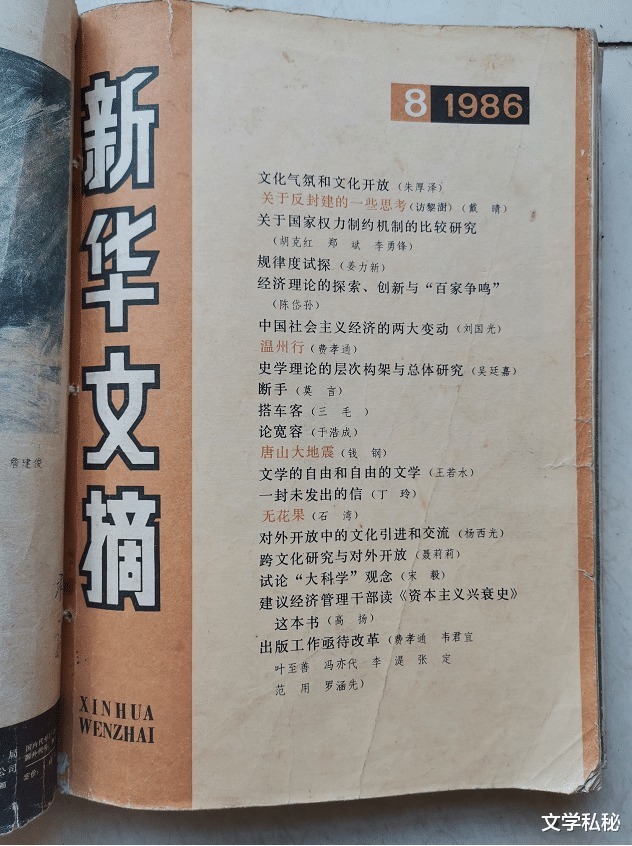 新华文摘
8 1986
文化气氛和文化开放（朱厚泽）
关于反封建的一些思考（访黎澍）（戴 晴）
关于国家权力制约机制的比较研究
（胡克红 郑 斌 李勇锋）
规律度试探（姜力新）
经济理论的探索、创新与“百家争鸣”
（陈岱孙）
中国社会主义经济的两大变动（刘国光）
温州行（费孝通）
史学理论的层次构架与总体研究（吴廷嘉）
断手（莫 言）
搭车客（三 毛 ）
论宽容（于浩成）
唐山大地震（钱 钢）
文学的自由和自由的文学（王若水）
一封未发出的信（丁 玲）
无花果（石 湾）
对外开放中的文化引进和交流（杨西光）
跨文化研究与对外开放（聂莉莉）
试论“大科学”观念（宋 毅）
建议经济管理干部读《资本主义兴衰史》
这本书（高 扬）
出版工作亟待改革（费孝通 韦君宜
叶至善 冯亦代 李 湜 张 定
范 用 罗涵先）
XINHUA
WENZHAI
詹建俊
文学私秘